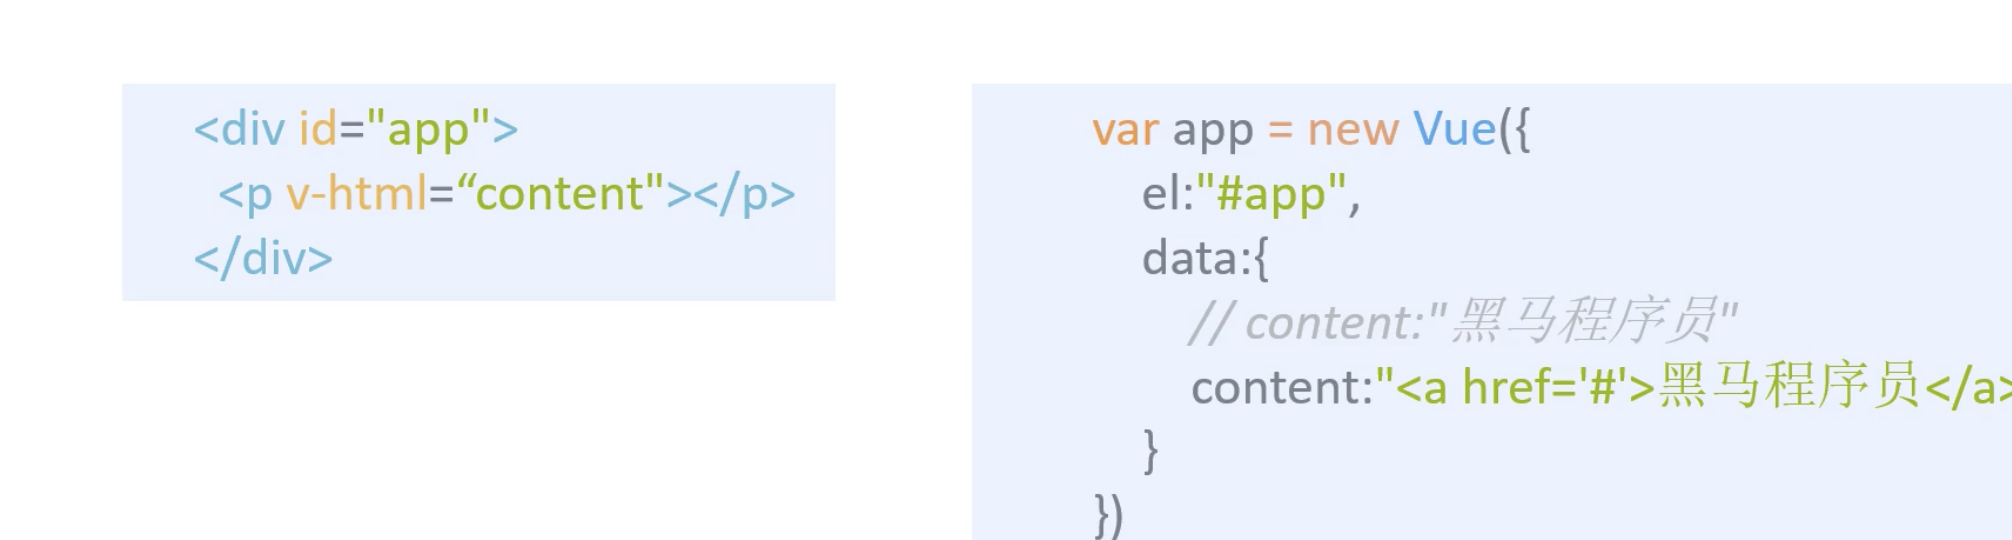 <div id="app">
<p v-html=“content"></p>
</div>
var app = new Vue({
el:"#app",
data:{
// content:"黑马程序员"
content:"<a href='#'>黑马程序员</a>
}
})